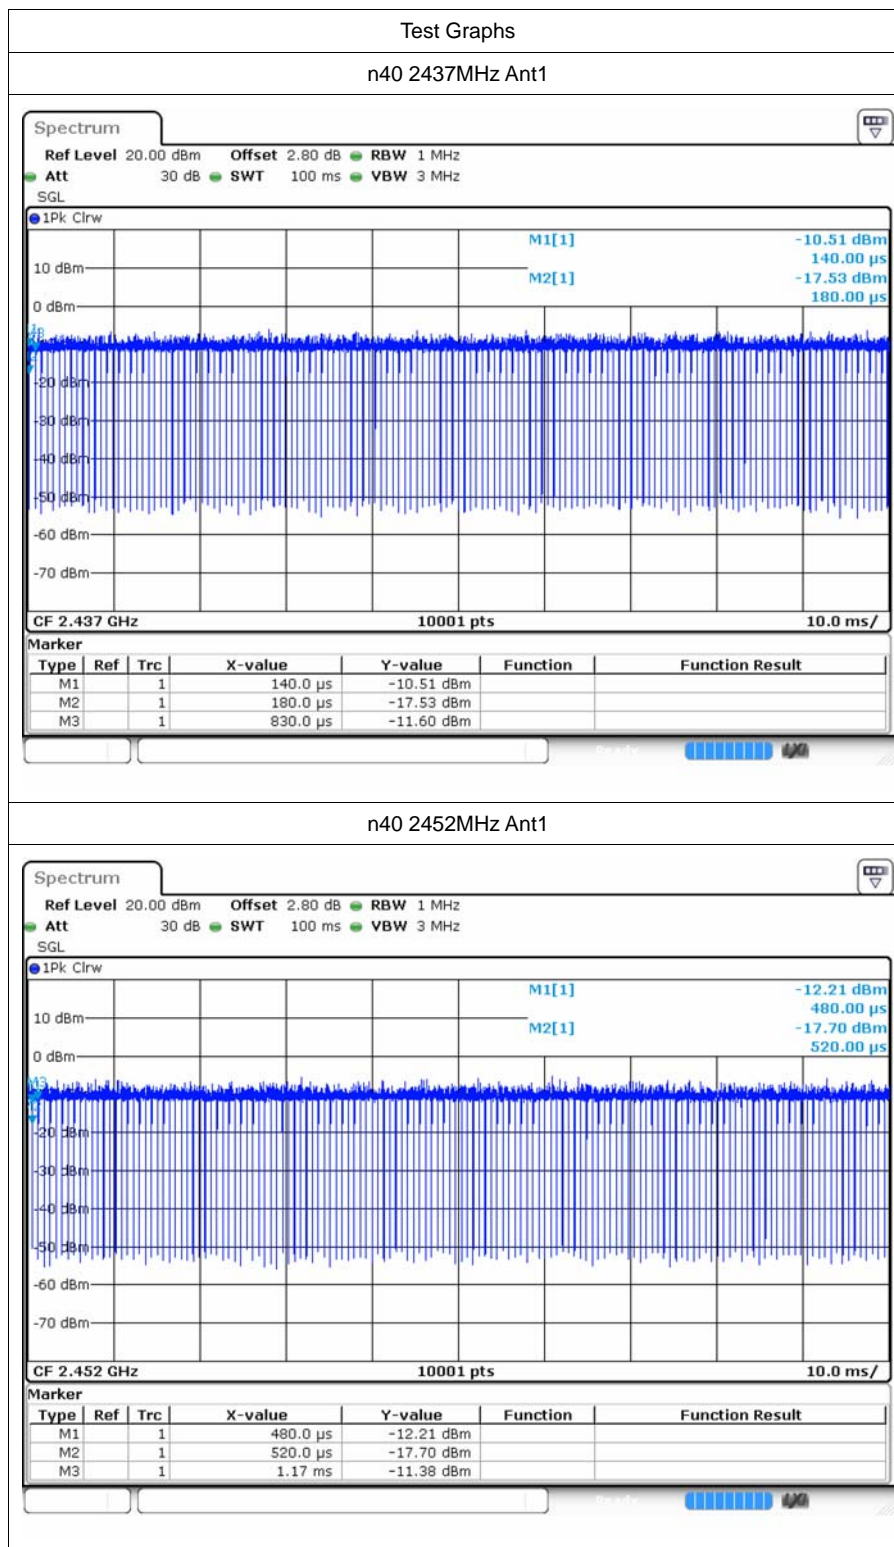 Test Graphs
n40 2437MHz Ant1
Spectrum
Ref Level 20.00 dBm Offset 2.80 dB RBW 1 MHz
Att 30 dB SWT 100 ms VBW 3 MHz
SGL
1Pk Clrw
M1[1] -10.51 dBm
140.00 µs
10 dBm
M2[1] -17.53 dBm
180.00 µs
0 dBm
-20 dBm
-30 dBm
-40 dBm
-50 dBm
-60 dBm
-70 dBm
CF 2.437 GHz 10001 pts 10.0 ms/
Marker
Type Ref Trc X-value Y-value Function Function Result
M1 1 140.0 µs -10.51 dBm
M2 1 180.0 µs -17.53 dBm
M3 1 830.0 µs -11.60 dBm
n40 2452MHz Ant1
Spectrum
Ref Level 20.00 dBm Offset 2.80 dB RBW 1 MHz
Att 30 dB SWT 100 ms VBW 3 MHz
SGL
1Pk Clrw
M1[1] -12.21 dBm
480.00 µs
10 dBm
M2[1] -17.70 dBm
520.00 µs
0 dBm
M3
-20 dBm
-30 dBm
-40 dBm
-50 dBm
-60 dBm
-70 dBm
CF 2.452 GHz 10001 pts 10.0 ms/
Marker
Type Ref Trc X-value Y-value Function Function Result
M1 1 480.0 µs -12.21 dBm
M2 1 520.0 µs -17.70 dBm
M3 1 1.17 ms -11.38 dBm